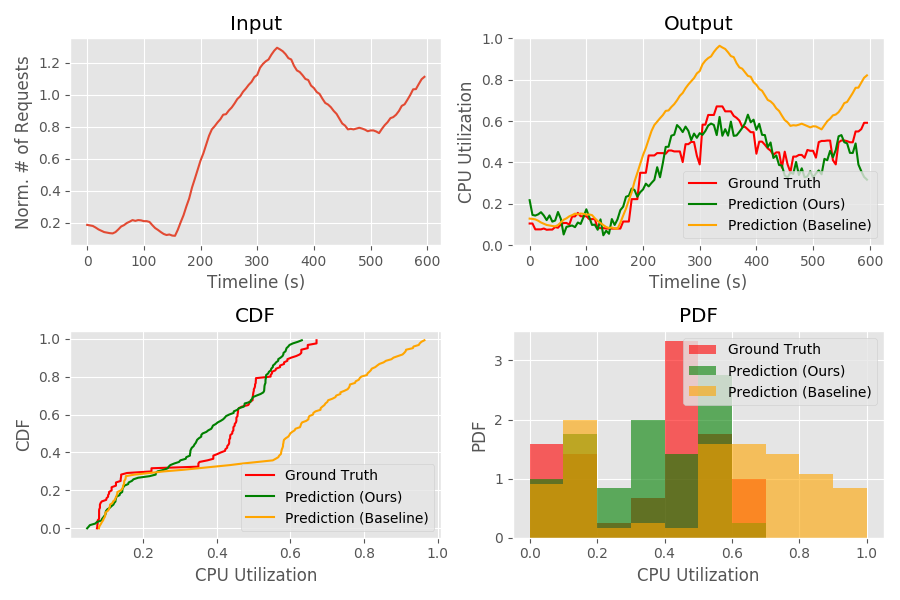 Input
Norm. # of Requests
1.2
1.0
0.8
0.6
0.4
0.2
0 100 200 300 400 500 600
Timeline (s)
Output
CPU Utilization
1.0
0.8
0.6
0.4
0.2
0.0
Ground Truth
Prediction (Ours)
Prediction (Baseline)
0 100 200 300 400 500 600
Timeline (s)
CDF
CDF
1.0
0.8
0.6
0.4
0.2
0.0
Ground Truth
Prediction (Ours)
Prediction (Baseline)
0.2 0.4 0.6 0.8 1.0
CPU Utilization
PDF
PDF
3
2
1
0
Ground Truth
Prediction (Ours)
Prediction (Baseline)
0.0 0.2 0.4 0.6 0.8 1.0
CPU Utilization